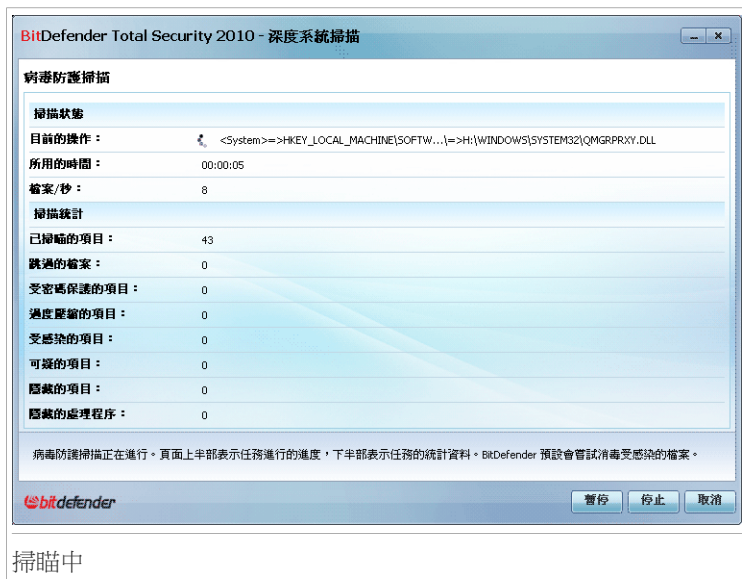 BitDefender Total Security 2010 - 深度系統掃描
病毒防護掃描
掃描狀態
目前的操作： <System>=>HKEY_LOCAL_MACHINE\SOFTW...\=>H:\WINDOWS\SYSTEM32\QMGRPRXY.DLL
所用的時間： 00:00:05
檔案/秒： 8
掃描統計
已掃瞄的項目： 43
跳過的檔案： 0
受密碼保護的項目： 0
過度壓縮的項目： 0
受感染的項目： 0
可疑的項目： 0
隱藏的項目： 0
隱藏的處理程序： 0
病毒防護掃描正在進行。頁面上半部表示任務進行的進度，下半部表示任務的統計資料。BitDefender 預設會嘗試消毒受感染的檔案。
bitdefender 暫停 停止 取消
掃瞄中